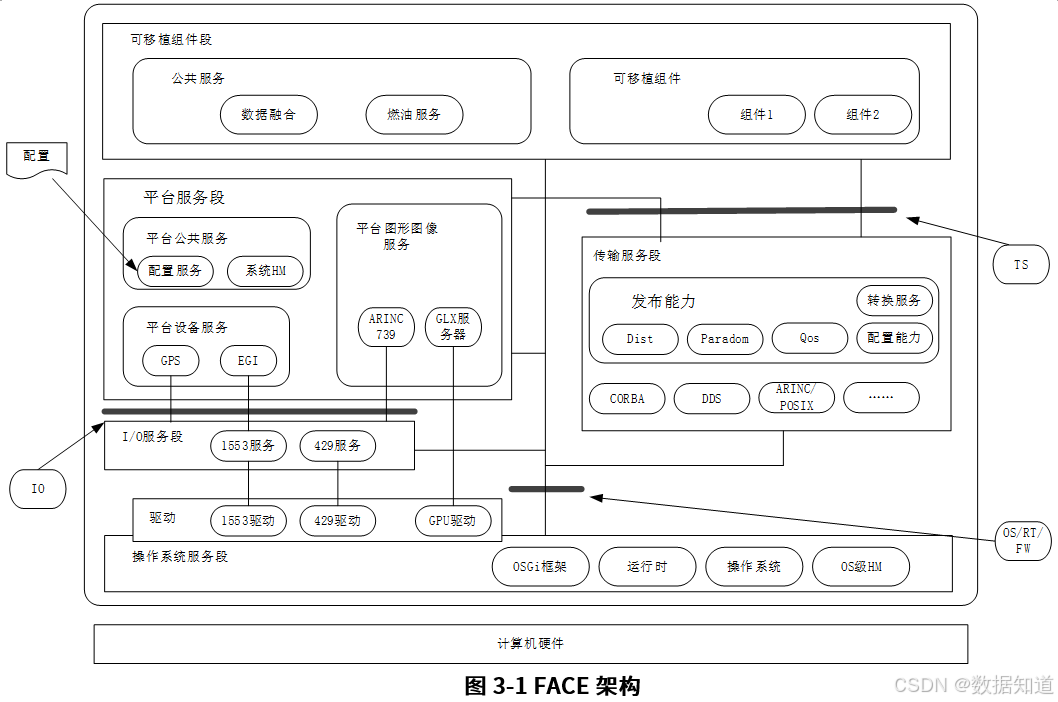 可移植组件段
公共服务
数据融合
燃油服务
可移植组件
组件1
组件2
配置
平台服务段
平台公共服务
配置服务
系统HM
平台图形图像
服务
ARINC
739
GLX服
务器
平台设备服务
GPS
EGI
TS
传输服务段
发布能力
转换服务
Dist
Paradom
Qos
配置能力
CORBA
DDS
ARINC/
POSIX
……
I/O服务段
1553服务
429服务
IO
驱动
1553驱动
429驱动
GPU驱动
OS/RT/
FW
操作系统服务段
OSGi框架
运行时
操作系统
OS级HM
计算机硬件
图 3-1 FACE 架构
CSDN @数据知道